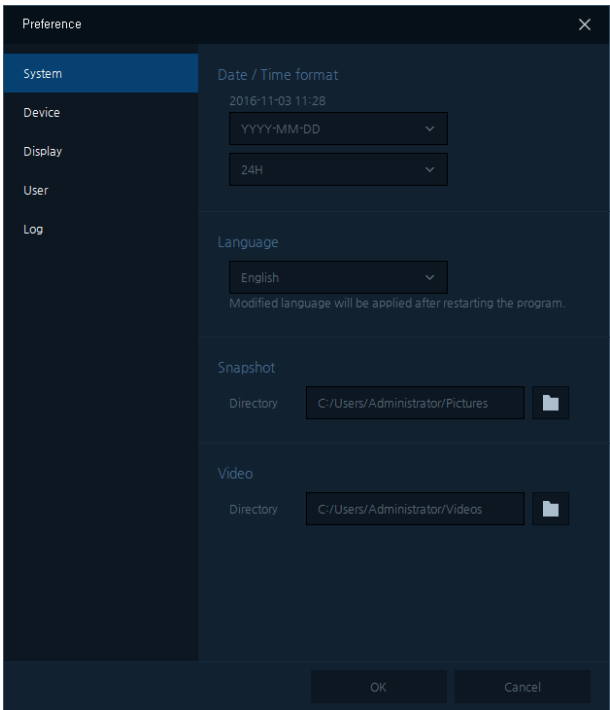 Preference
System
Device
Display
User
Log
Date / Time format
2016-11-03 11:28
YYYY-MM-DD
24H
Language
English
Modified language will be applied after restarting the program.
Snapshot
Directory C:/Users/Administrator/Pictures
Video
Directory C:/Users/Administrator/Videos
OK Cancel